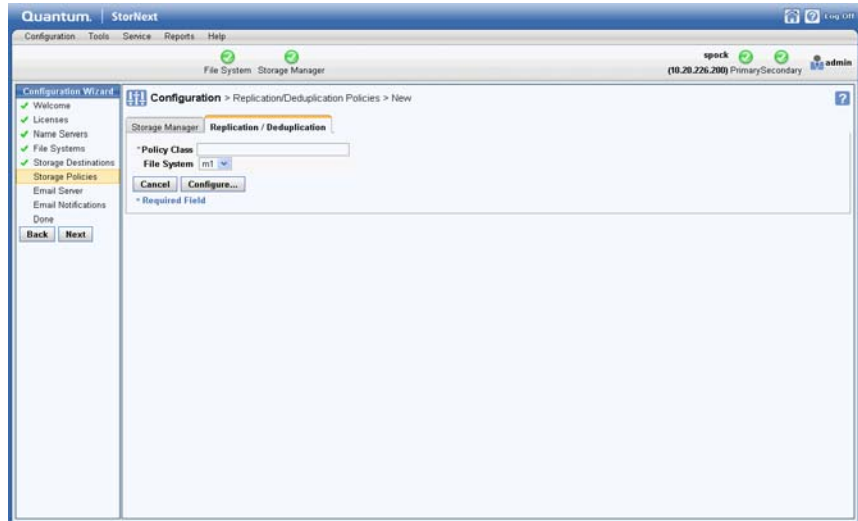 Quantum. StorNext
Log Off
Configuration Tools Service Reports Help
File System Storage Manager
spock
(10.20.226.200) Primary Secondary
admin
Configuration Wizard
Welcome
Licenses
Name Servers
File Systems
Storage Destinations
Storage Policies
Email Server
Email Notifications
Done
Back Next
Configuration > Replication/Deduplication Policies > New
?
Storage Manager Replication / Deduplication
*Policy Class
File System m1
Cancel Configure...
* Required Field